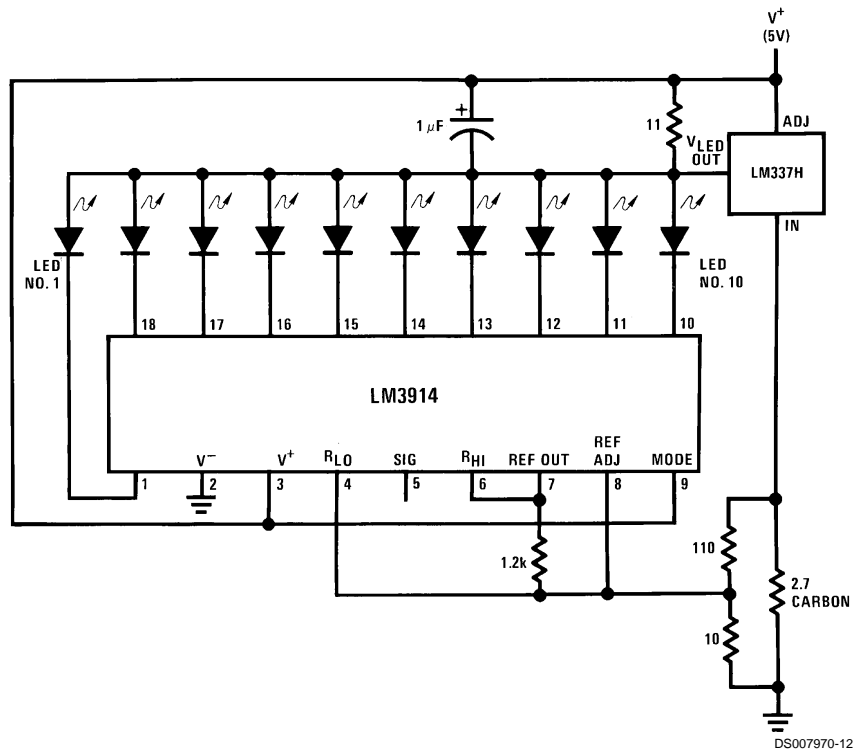 V+
(5V)
ADJ
1 μF
+
11
VLED
OUT
LM337H
IN
LED
NO. 1
LED
NO. 10
18
17
16
15
14
13
12
11
10
LM3914
V−
V+
RLO
SIG
RHI
REF OUT
REF
ADJ
MODE
1
2
3
4
5
6
7
8
9
1.2k
110
2.7
CARBON
10
DS007970-12